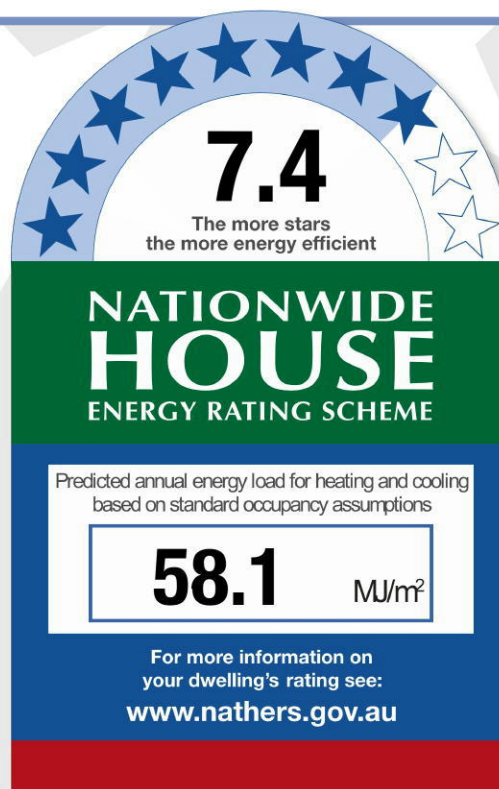 7.4
The more stars
the more energy efficient
NATIONWIDE
HOUSE
ENERGY RATING SCHEME
Predicted annual energy load for heating and cooling
based on standard occupancy assumptions
58.1 MJ/m²
For more information on
your dwelling's rating see:
www.nathers.gov.au